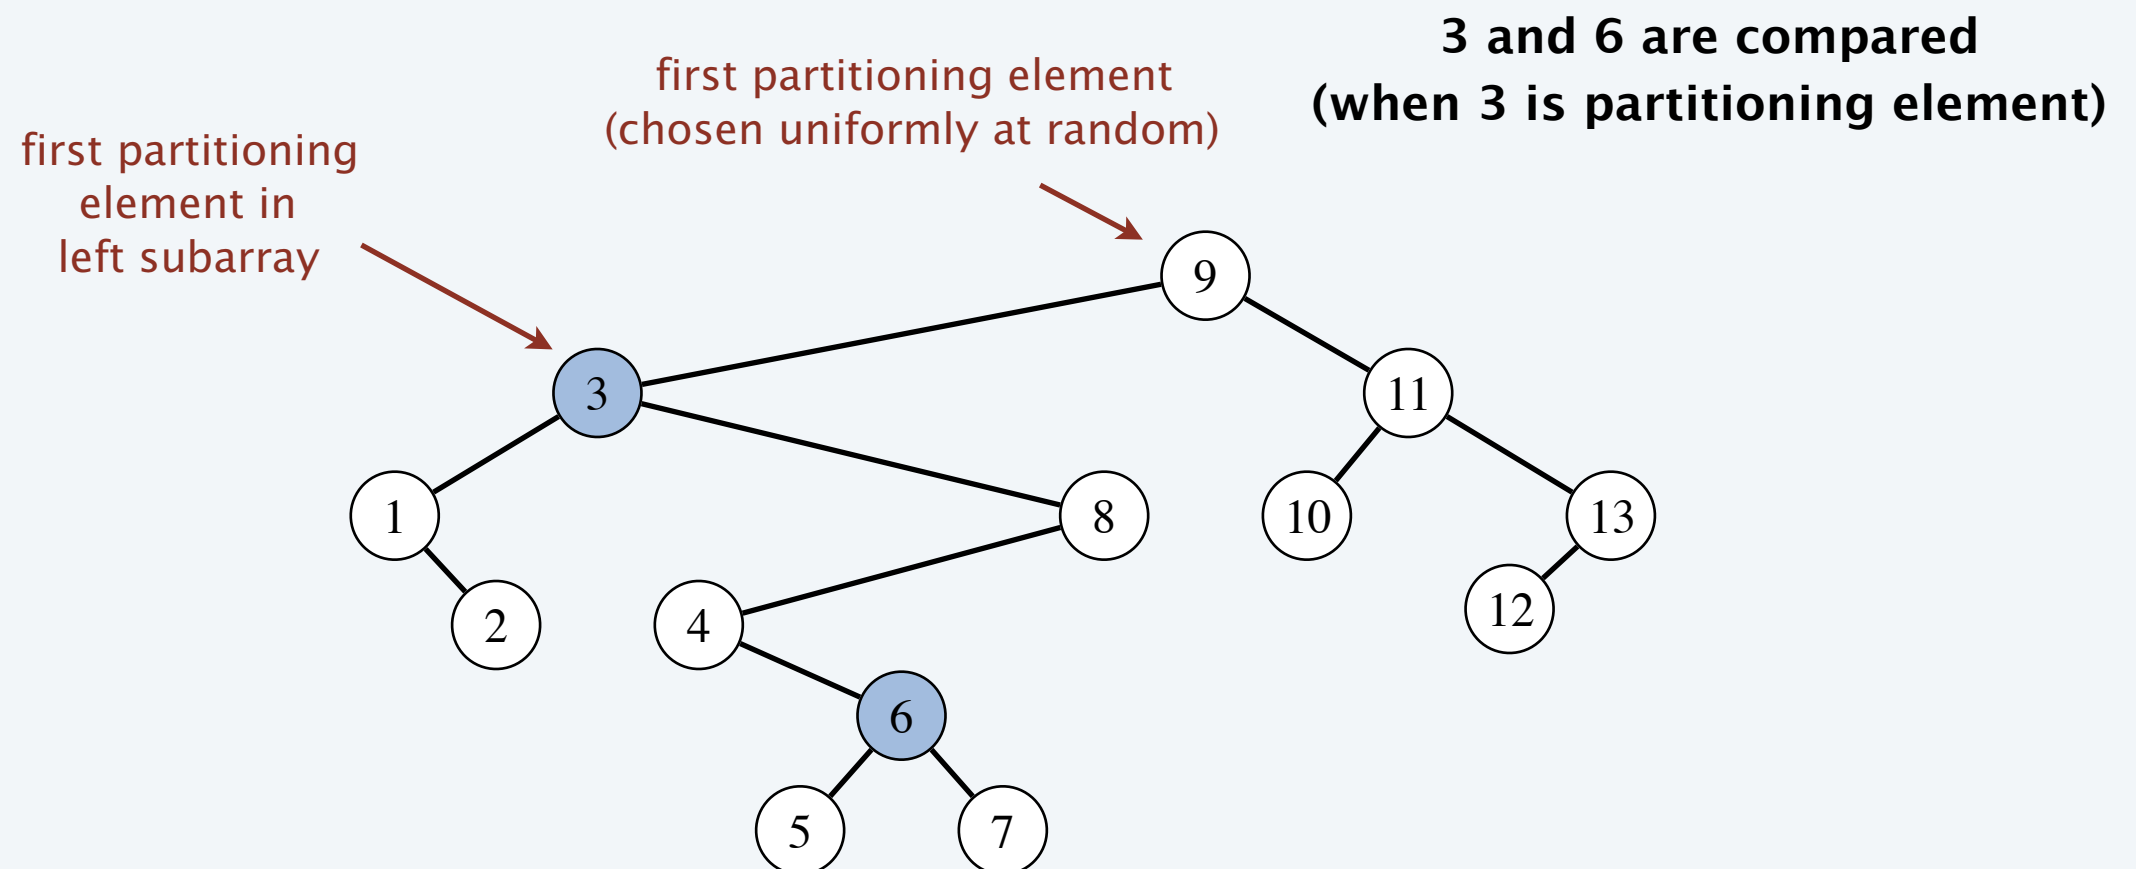 3 and 6 are compared
(when 3 is partitioning element)
first partitioning element
(chosen uniformly at random)
first partitioning
element in
left subarray
9
3
11
1
8
10
13
2
4
12
6
5
7